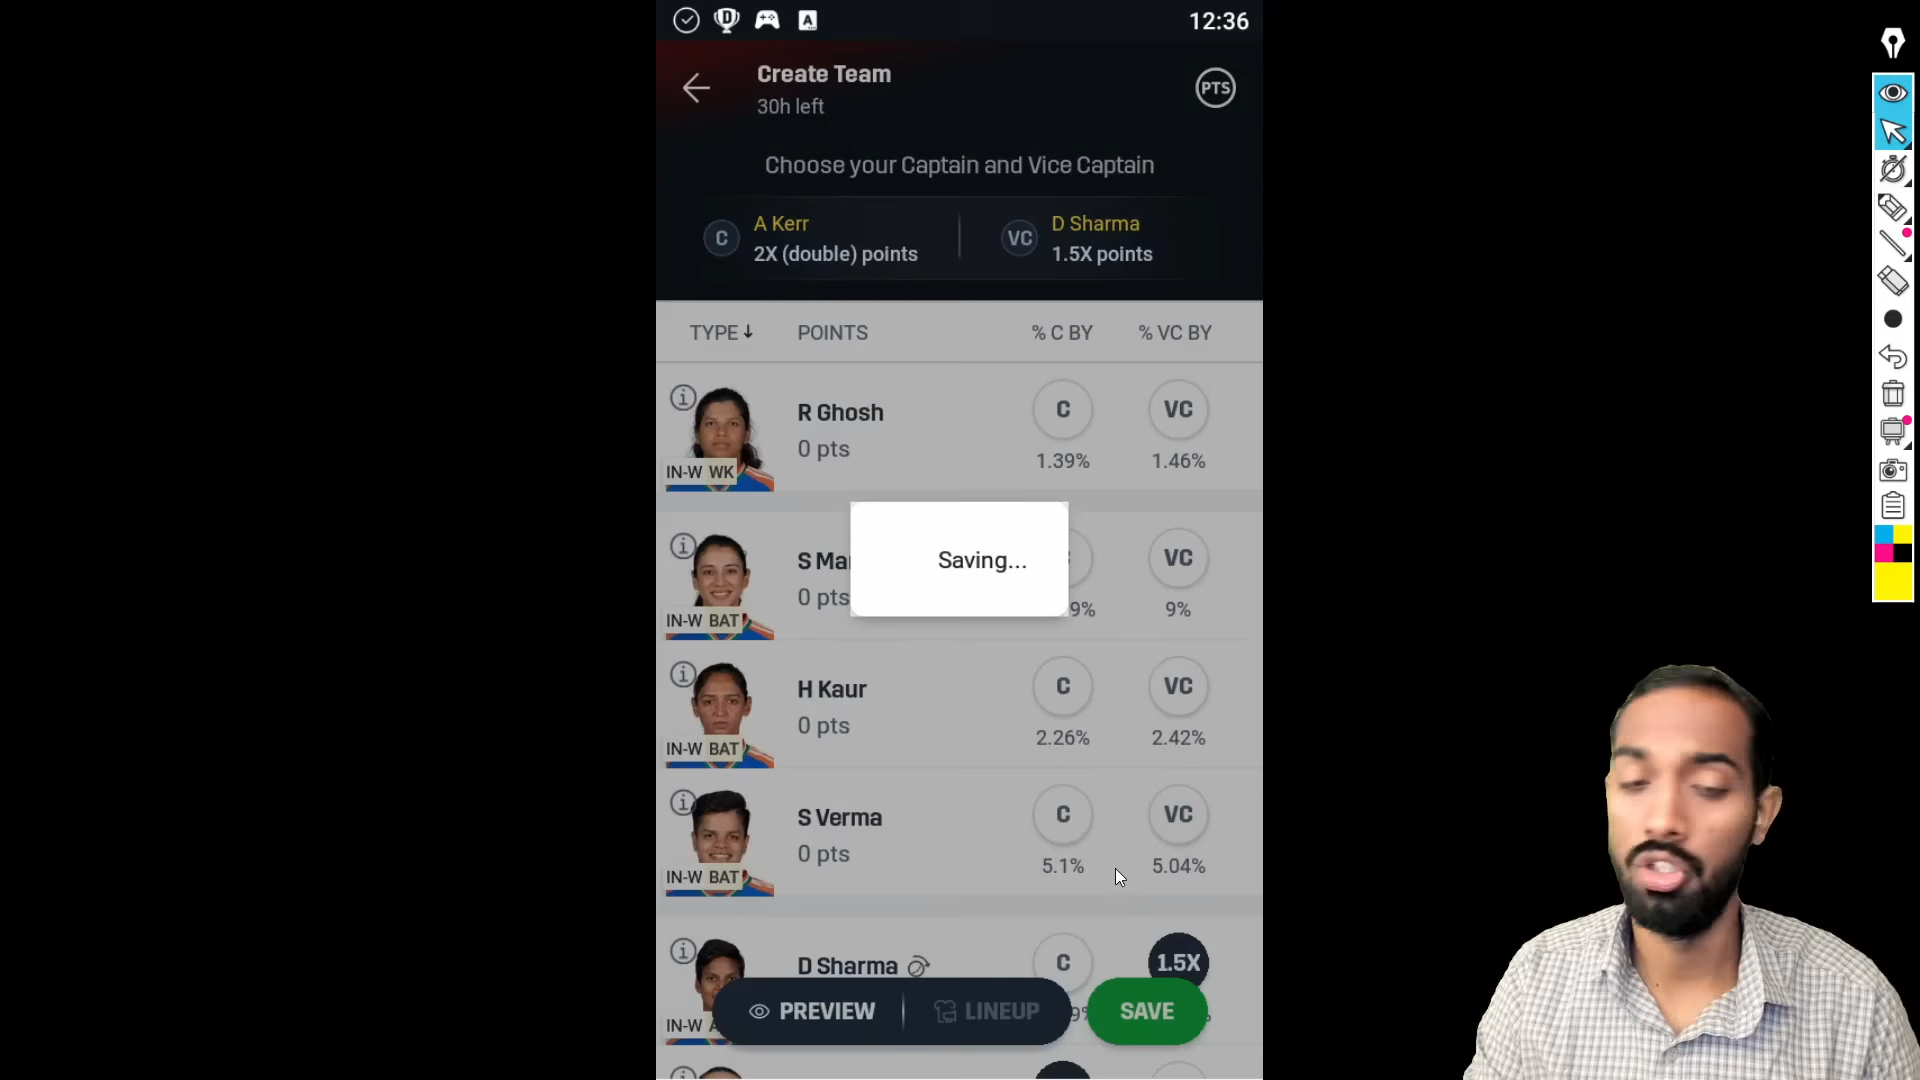 12:36
Create Team
30h left
PTS
Choose your Captain and Vice Captain
C
A Kerr
2X (double) points
VC
D Sharma
1.5X points
TYPE POINTS % C BY % VC BY
R Ghosh
0 pts
C VC
1.39% 1.46%
IN-W WK
S Ma
0 pts
VC
9% 9%
IN-W BAT
Saving...
H Kaur
0 pts
C VC
2.26% 2.42%
IN-W BAT
S Verma
0 pts
C VC
5.1% 5.04%
IN-W BAT
D Sharma
C 1.5X
IN-W
PREVIEW LINEUP SAVE